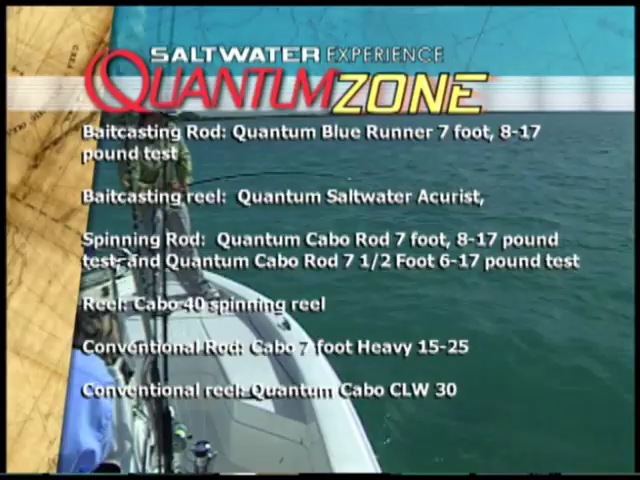 SALTWATER EXPERIENCE
QUANTUM ZONE
Baitcasting Rod: Quantum Blue Runner 7 foot, 8-17
pound test
Baitcasting reel: Quantum Saltwater Acurist,
Spinning Rod: Quantum Cabo Rod 7 foot, 8-17 pound
test, and Quantum Cabo Rod 7 1/2 Foot 6-17 pound test
Reel: Cabo 40 spinning reel
Conventional Rod: Cabo 7 foot Heavy 15-25
Conventional reel: Quantum Cabo CLW 30